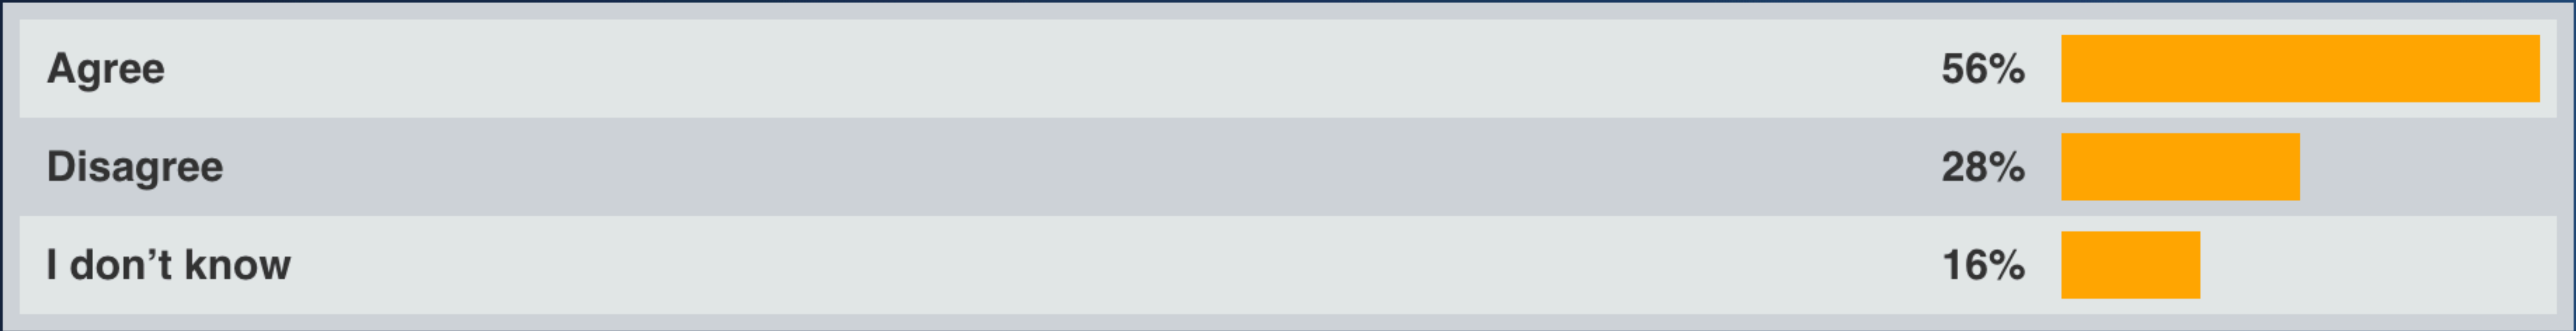 Agree 56%
Disagree 28%
I don’t know 16%